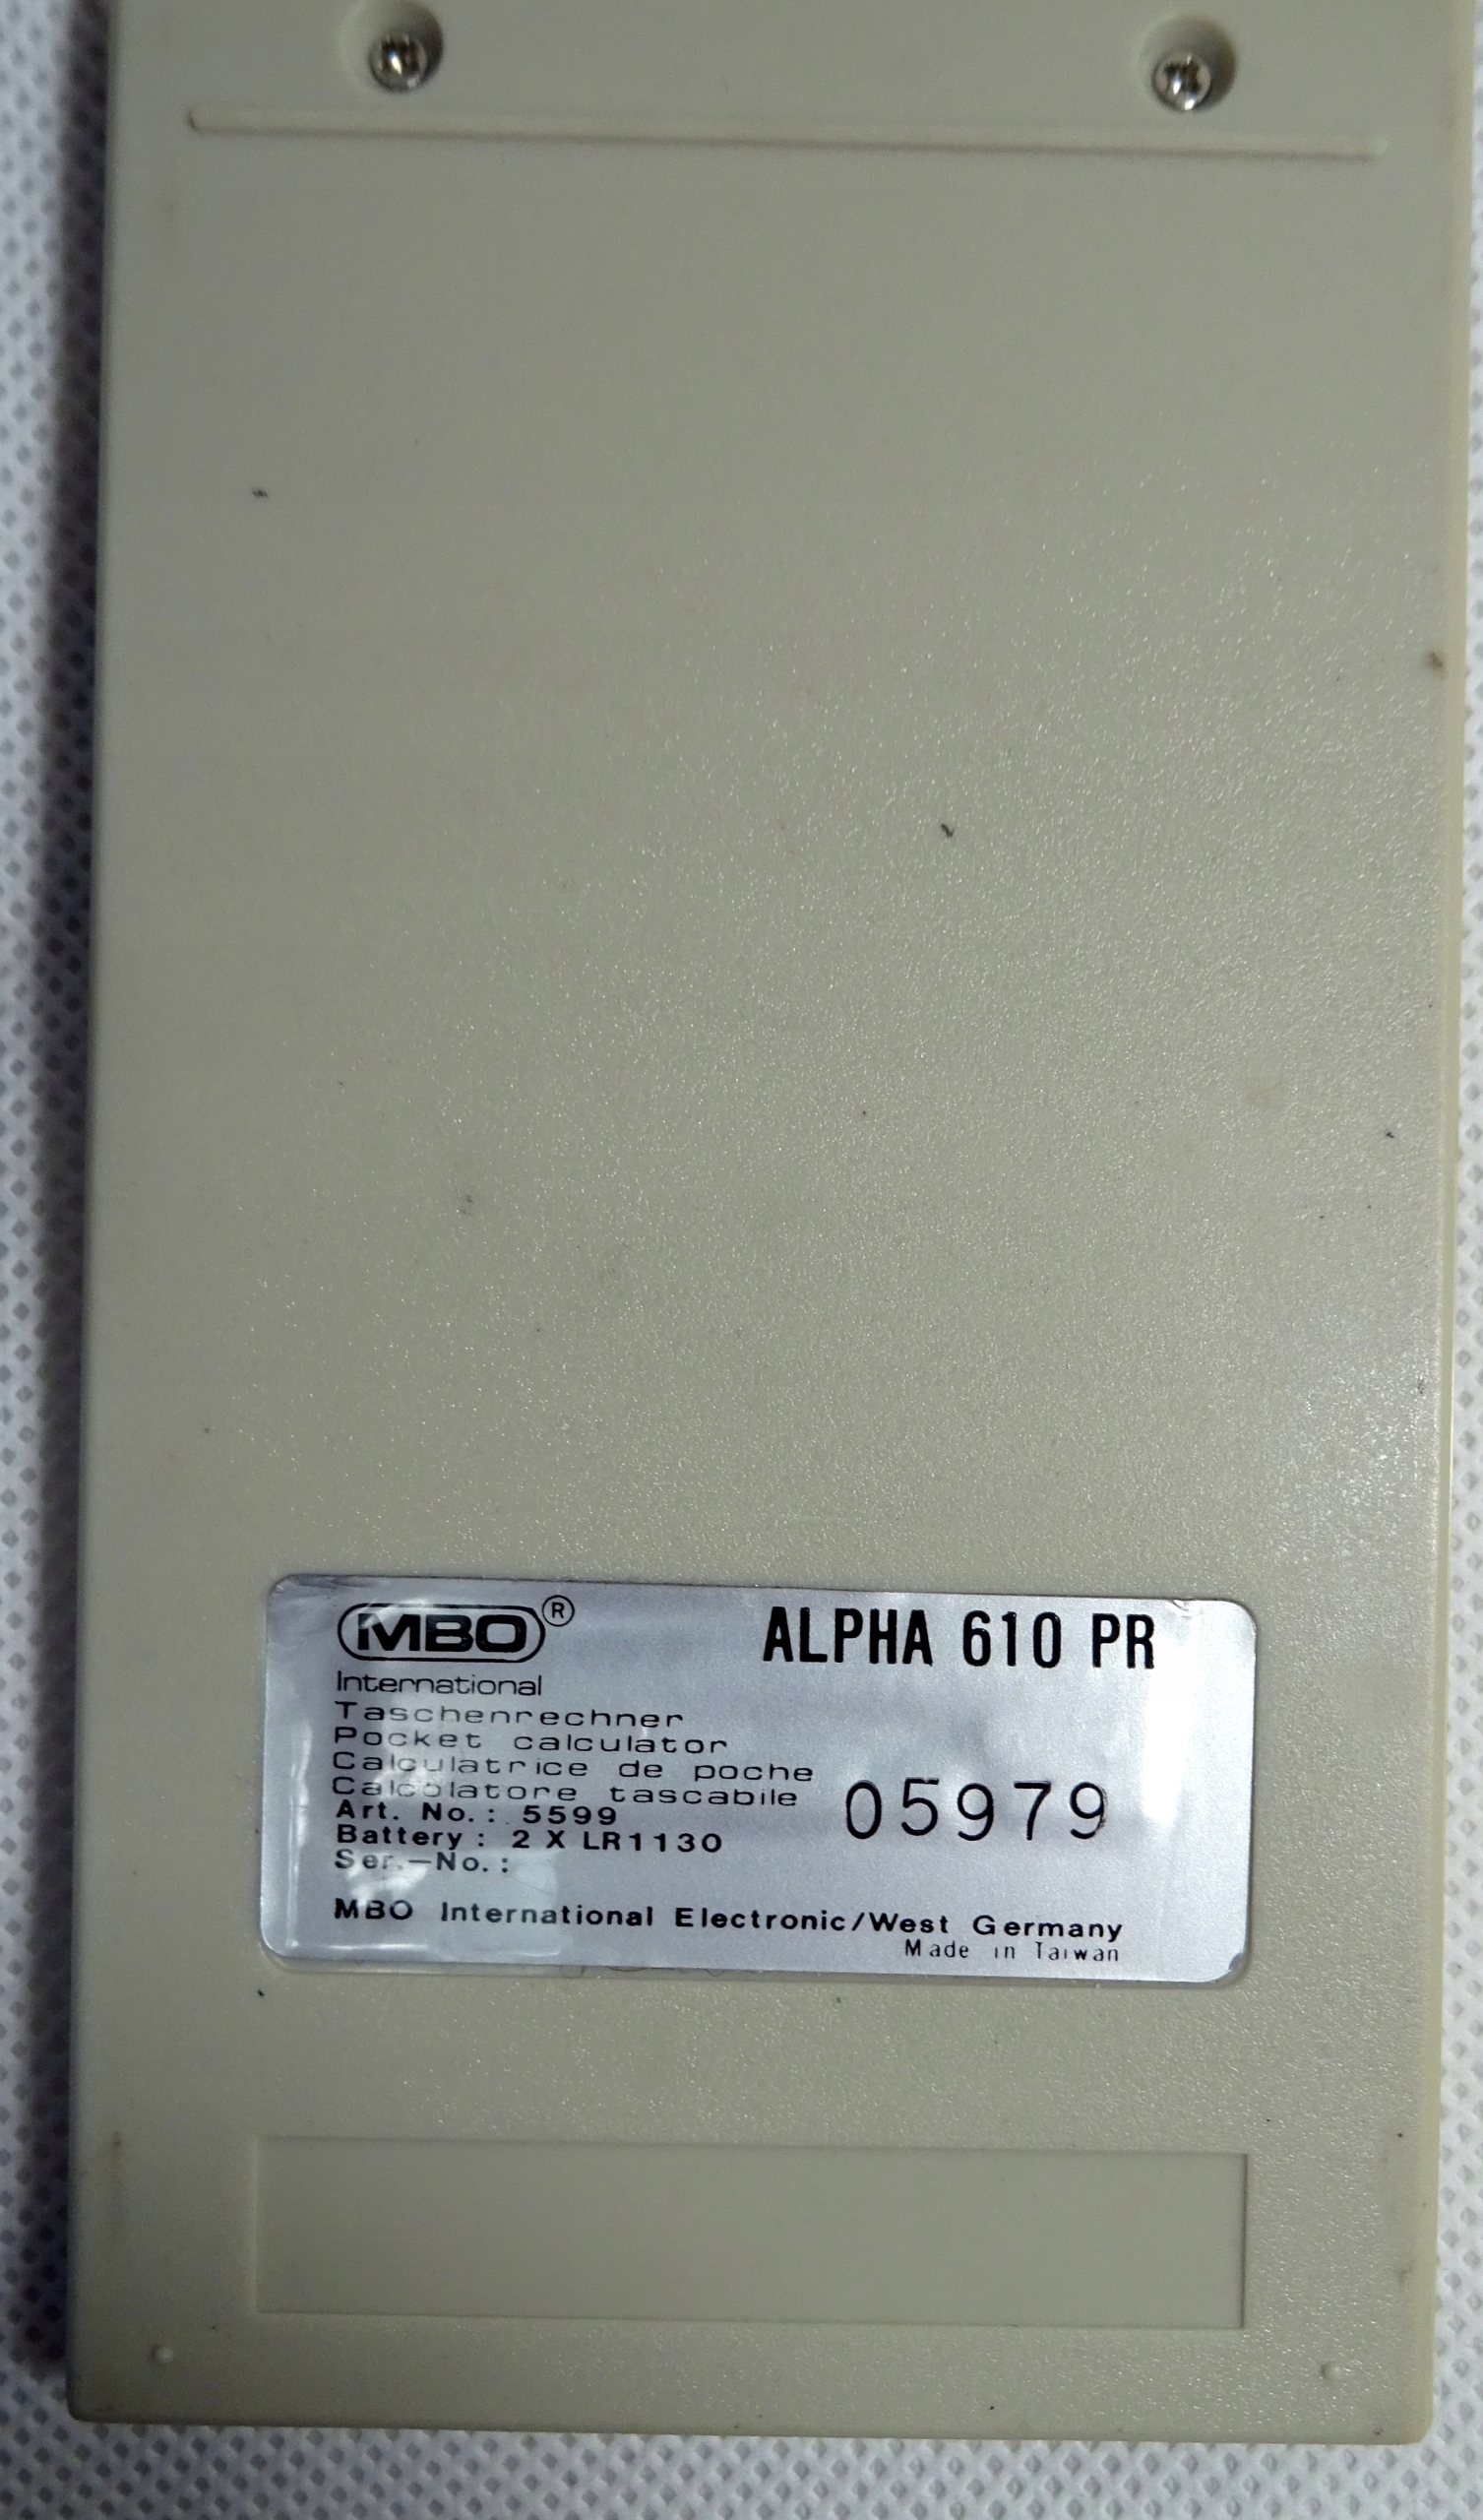 MBO® ALPHA 610 PR
International
Taschenrechner
Pocket calculator
Calculatrice de poche
Calcolatore tascabile
Art. No.: 5599
Battery: 2 X LR1130
Ser.-No.: 05979
MBO International Electronic/West Germany
Made in Taiwan